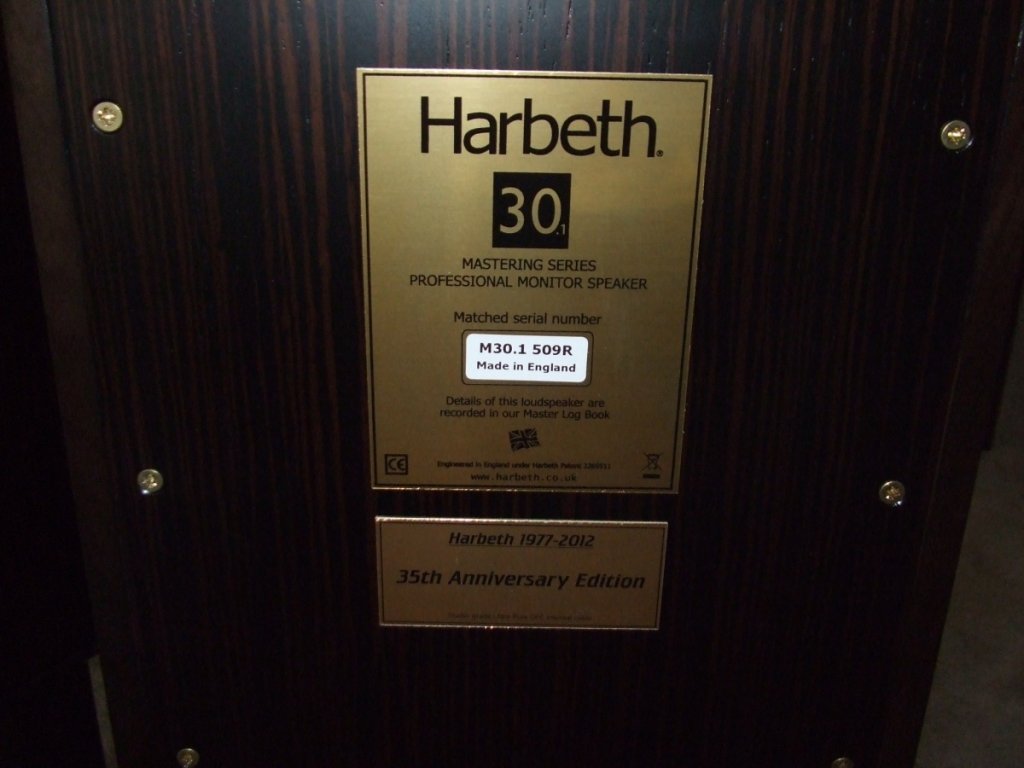 Harbeth®
30.1
MASTERING SERIES
PROFESSIONAL MONITOR SPEAKER
Matched serial number
M30.1 509R
Made in England
Details of this loudspeaker are
recorded in our Master Log Book
CE
Engineered in England under Harbeth Patent
www.harbeth.co.uk
Harbeth 1977-2012
35th Anniversary Edition